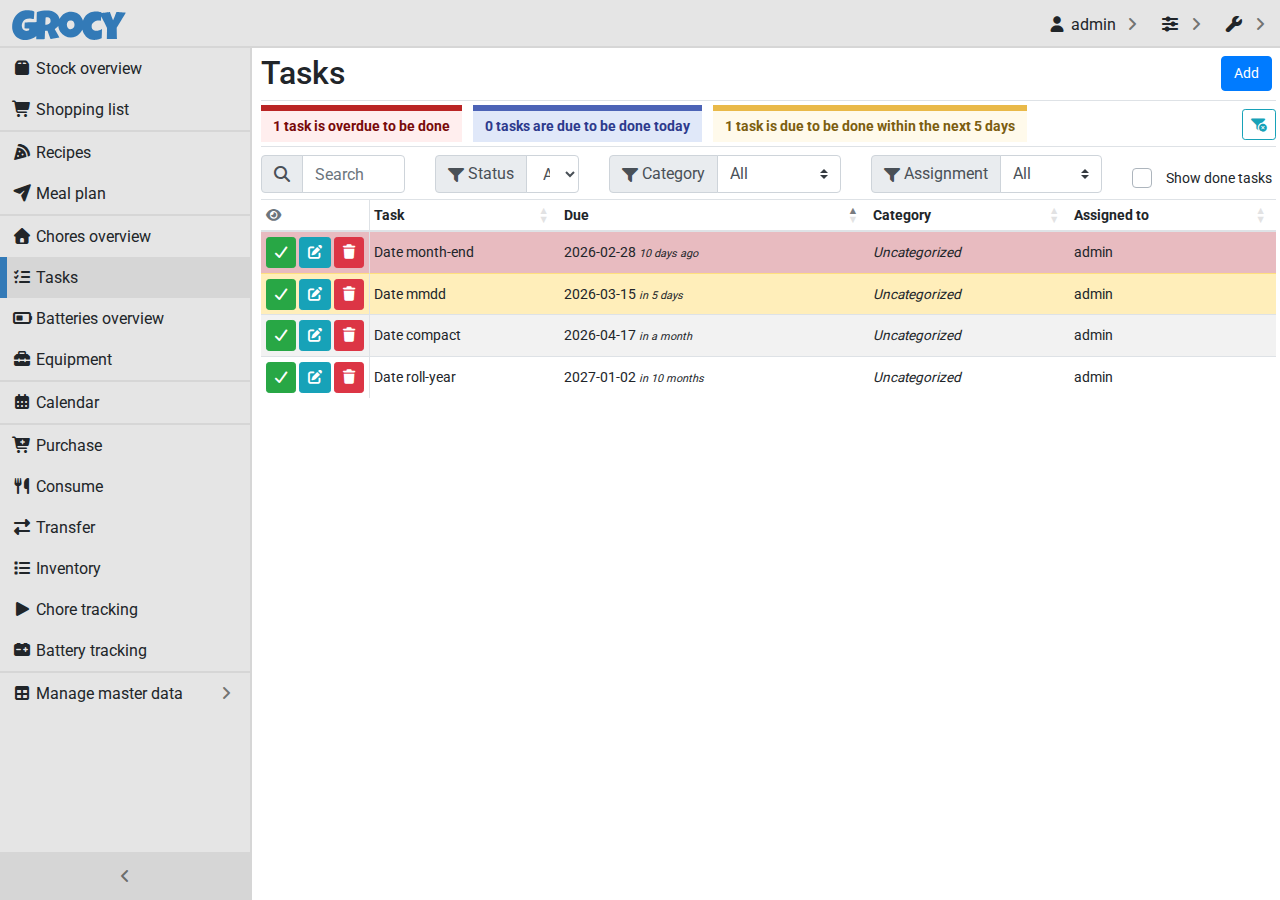 GROCY
admin
Stock overview
Shopping list
Recipes
Meal plan
Chores overview
Tasks
Batteries overview
Equipment
Calendar
Purchase
Consume
Transfer
Inventory
Chore tracking
Battery tracking
Manage master data
Tasks
Add
1 task is overdue to be done
0 tasks are due to be done today
1 task is due to be done within the next 5 days
Search
Status
Category
All
Assignment
All
Show done tasks
Task Due Category Assigned to
Date month-end 2026-02-28 10 days ago Uncategorized admin
Date mmdd 2026-03-15 in 5 days Uncategorized admin
Date compact 2026-04-17 in a month Uncategorized admin
Date roll-year 2027-01-02 in 10 months Uncategorized admin